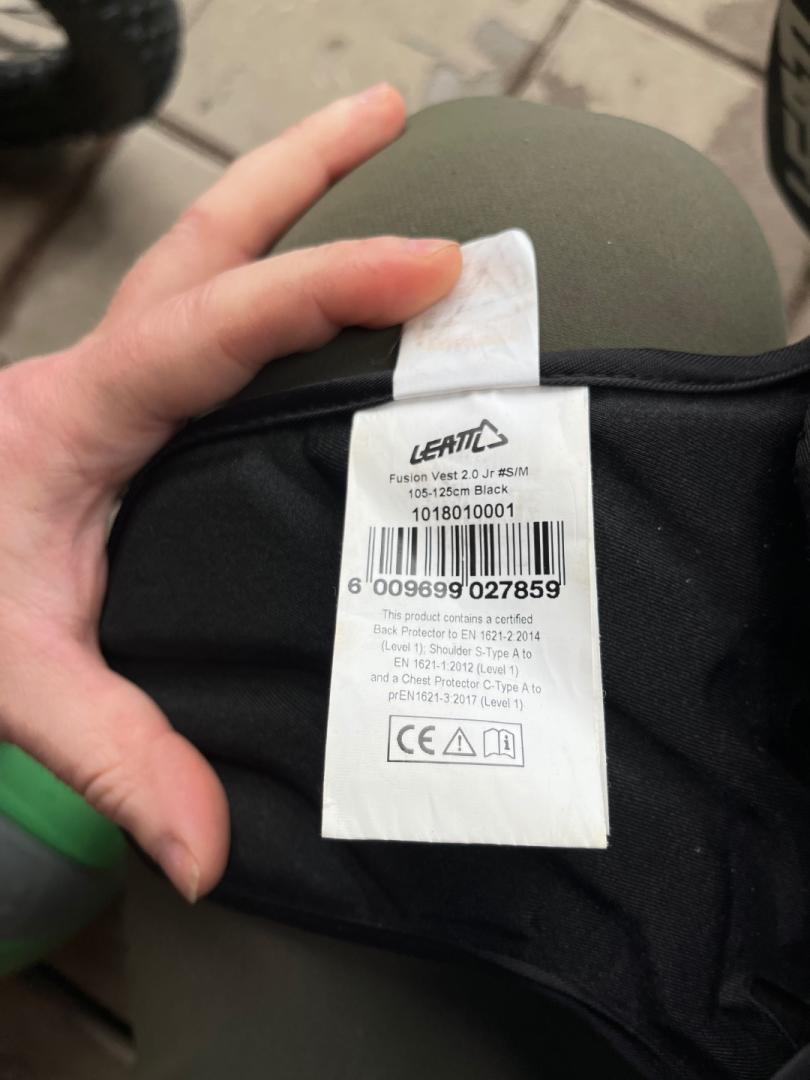 LEATT
Fusion Vest 2.0 Jr #S/M
105-125cm Black
1018010001
6 009699 027859
This product contains a certified
Back Protector to EN 1621-2:2014
(Level 1); Shoulder S-Type A to
EN 1621-1:2012 (Level 1)
and a Chest Protector C-Type A to
prEN1621-3:2017 (Level 1)
CE